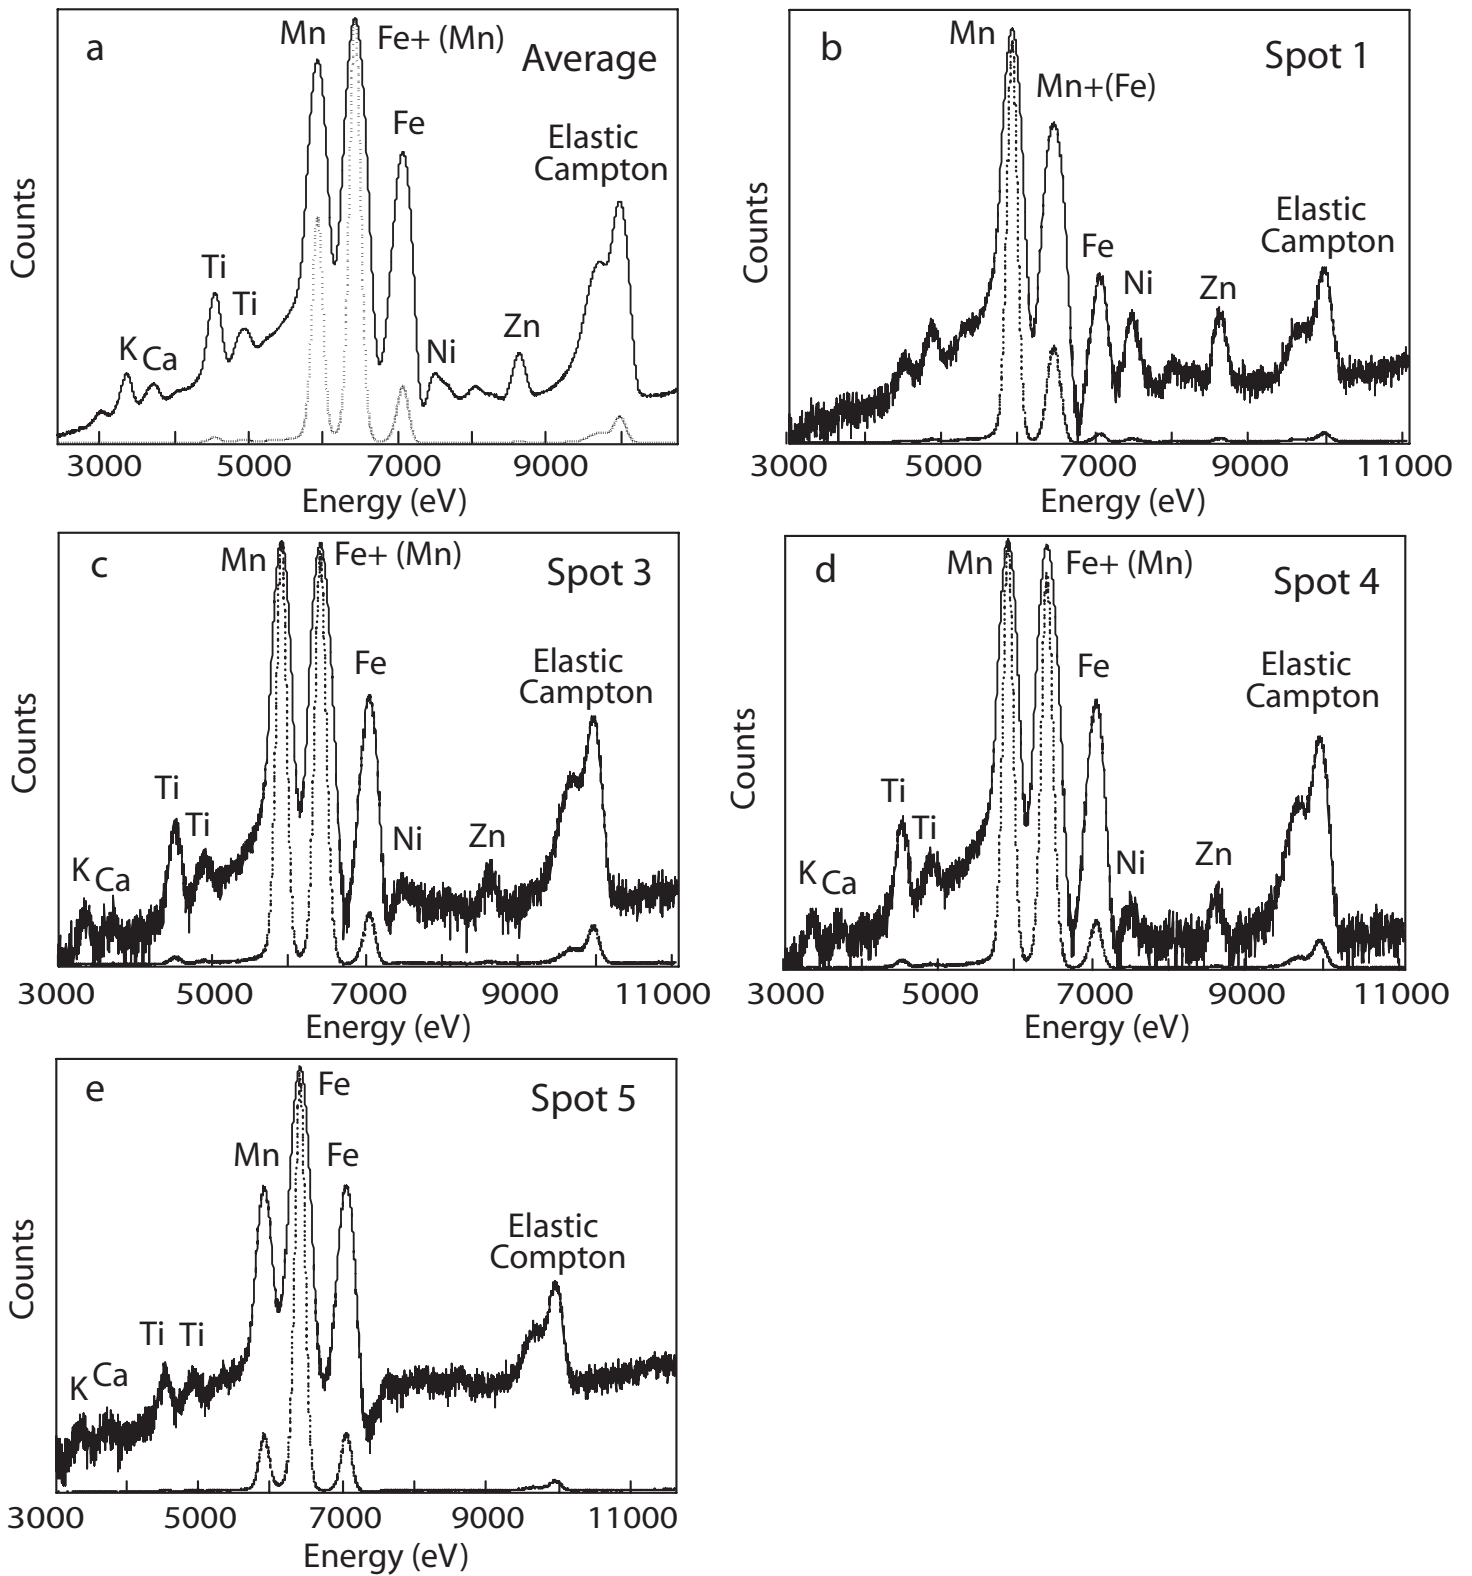 a
Mn
Fe+ (Mn)
Average
Fe
Elastic
Campton
Ti
Ti
K
Ca
Ni
Zn
Counts
3000
5000
7000
9000
Energy (eV)
b
Mn
Spot 1
Mn+(Fe)
Elastic
Campton
Fe
Ni
Zn
Counts
3000
5000
7000
9000
11000
Energy (eV)
c
Mn
Fe+ (Mn)
Spot 3
Fe
Elastic
Campton
Ti
Ti
K
Ca
Ni
Zn
Counts
3000
5000
7000
9000
11000
Energy (eV)
d
Mn
Fe+ (Mn)
Spot 4
Fe
Elastic
Campton
Ti
Ti
K
Ca
Ni
Zn
Counts
3000
5000
7000
9000
11000
Energy (eV)
e
Fe
Spot 5
Mn
Fe
Elastic
Compton
Ti
Ti
K
Ca
Counts
3000
5000
7000
9000
11000
Energy (eV)